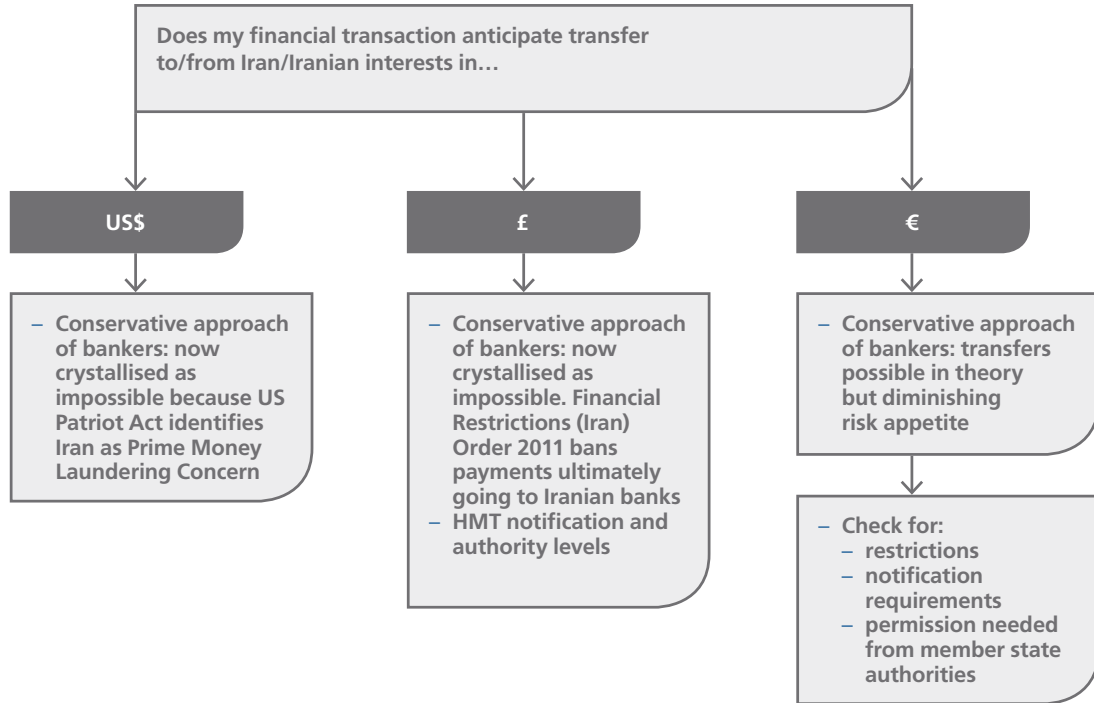 Does my financial transaction anticipate transfer
to/from Iran/Iranian interests in…
US$
– Conservative approach
of bankers: now
crystallised as
impossible because US
Patriot Act identifies
Iran as Prime Money
Laundering Concern
£
– Conservative approach
of bankers: now
crystallised as
impossible. Financial
Restrictions (Iran)
Order 2011 bans
payments ultimately
going to Iranian banks
– HMT notification and
authority levels
€
– Conservative approach
of bankers: transfers
possible in theory
but diminishing
risk appetite
– Check for:
– restrictions
– notification
requirements
– permission needed
from member state
authorities